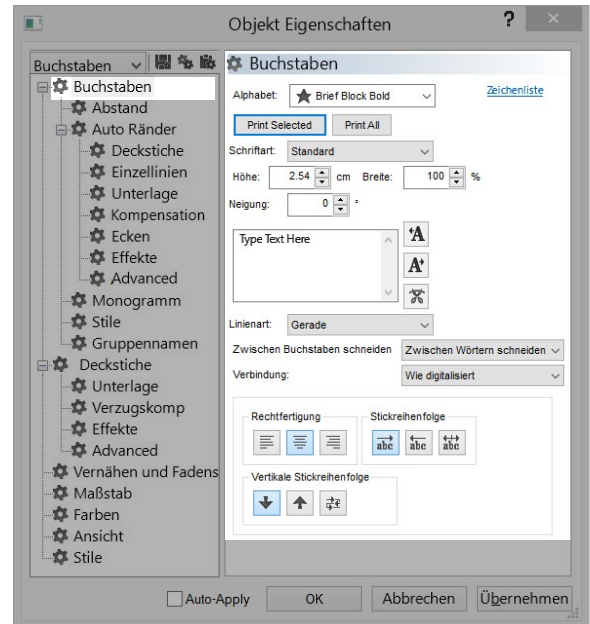 Objekt Eigenschaften
?
Buchstaben
Buchstaben
Abstand
Auto Ränder
Deckstiche
Einzellinien
Unterlage
Kompensation
Ecken
Effekte
Advanced
Monogramm
Stile
Gruppennamen
Deckstiche
Unterlage
Verzugskomp
Effekte
Advanced
Vernähen und Fadens
Maßstab
Farben
Ansicht
Stile
Buchstaben
Alphabet: Brief Block Bold Zeichenliste
Print Selected Print All
Schriftart: Standard
Höhe: 2.54 cm Breite: 100 %
Neigung: 0 °
Type Text Here
A
A
Linienart: Gerade
Zwischen Buchstaben schneiden Zwischen Wörtern schneiden
Verbindung: Wie digitalisiert
Rechtfertigung Stickreihenfolge
abc abc abc
Vertikale Stickreihenfolge
Auto-Apply OK Abbrechen Übernehmen